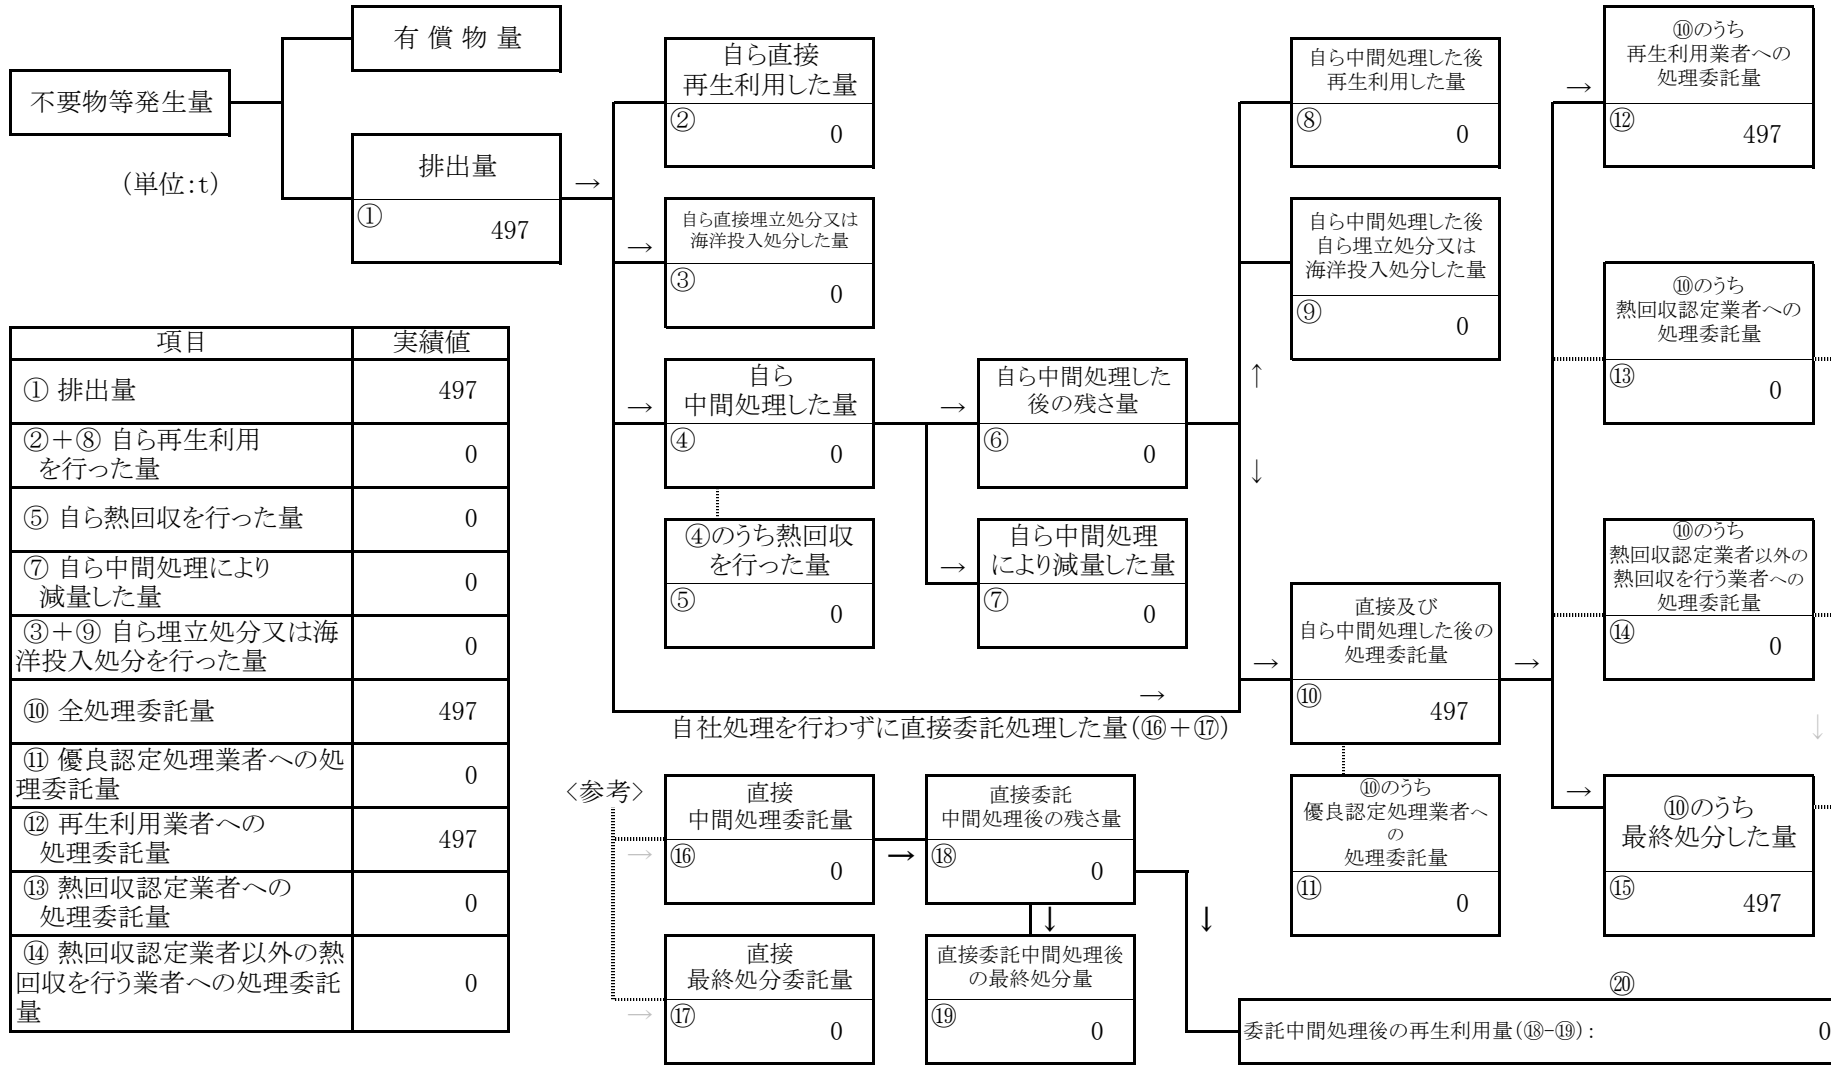 有 償 物 量
不要物等発生量
(単位:t)
排出量
①
497
→
自ら直接
再生利用した量
②
0
→
自ら直接埋立処分又は
海洋投入処分した量
③
0
→
自ら
中間処理した量
④
0
④のうち熱回収
を行った量
⑤
0
→
自ら中間処理した
後の残さ量
⑥
0
→
自ら中間処理
により減量した量
⑦
0
自ら中間処理した後
再生利用した量
⑧
0
自ら中間処理した後
自ら埋立処分又は
海洋投入処分した量
⑨
0
↑
↓
→
自社処理を行わずに直接委託処理した量(⑯+⑰)
→
直接及び
自ら中間処理した後の
処理委託量
⑩
497
→
⑩のうち
優良認定処理業者へ
の
処理委託量
⑪
0
→
⑩のうち
再生利用業者への
処理委託量
⑫
497
⑩のうち
熱回収認定業者への
処理委託量
⑬
0
⑩のうち
熱回収認定業者以外の
熱回収を行う業者への
処理委託量
⑭
0
↓
→
⑩のうち
最終処分した量
⑮
497
項目 実績値
① 排出量 497
②+⑧ 自ら再生利用
を行った量 0
⑤ 自ら熱回収を行った量 0
⑦ 自ら中間処理により
減量した量 0
③+⑨ 自ら埋立処分又は海
洋投入処分を行った量 0
⑩ 全処理委託量 497
⑪ 優良認定処理業者への処
理委託量 0
⑫ 再生利用業者への
処理委託量 497
⑬ 熱回収認定業者への
処理委託量 0
⑭ 熱回収認定業者以外の熱
回収を行う業者への処理委託
量 0
〈参考〉
→
直接
中間処理委託量
⑯
0
→
直接委託
中間処理後の残さ量
⑱
0
↓
↓
→
直接
最終処分委託量
⑰
0
直接委託中間処理後
の最終処分量
⑲
0
⑳
委託中間処理後の再生利用量(⑱-⑲): 0